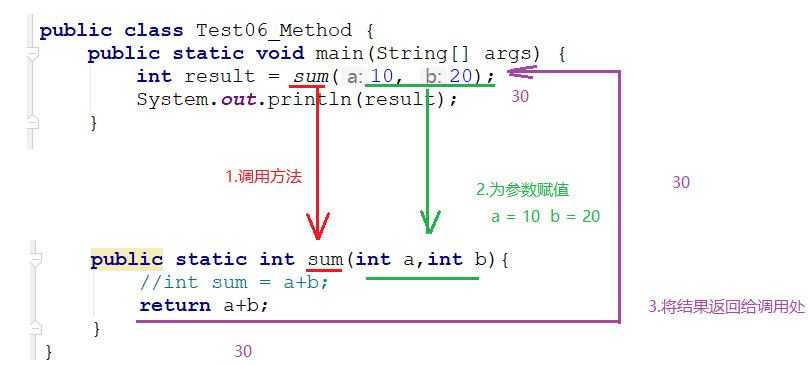 public class Test06_Method {
public static void main(String[] args) {
int result = sum( a: 10, b: 20);
System.out.println(result);
30
}
1.调用方法
2.为参数赋值
a = 10 b = 20
30
public static int sum(int a,int b){
//int sum = a+b;
return a+b;
3.将结果返回给调用处
}
}
30